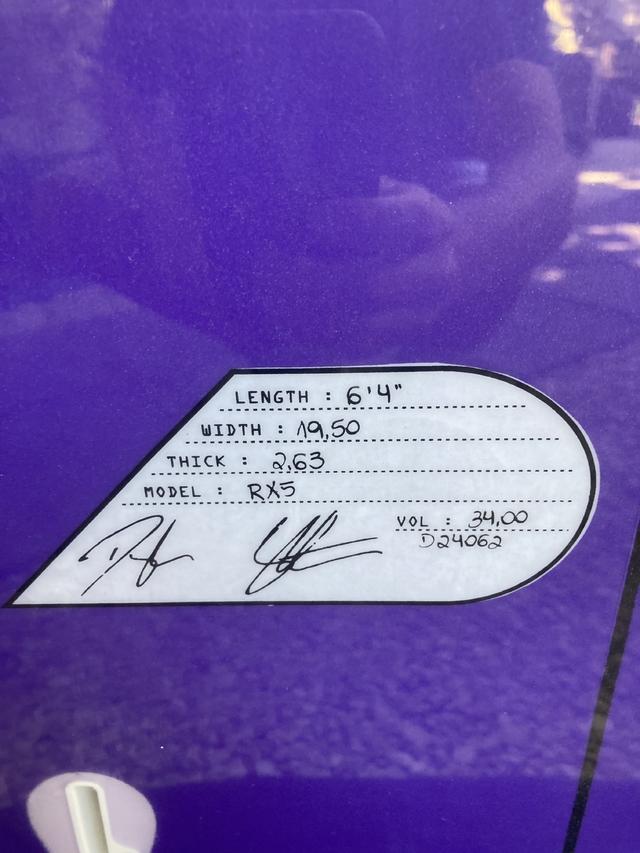 LENGTH : 6'4"
WIDTH : 19,50
THICK : 2,63
MODEL : RX5
VOL : 34,00
D24062